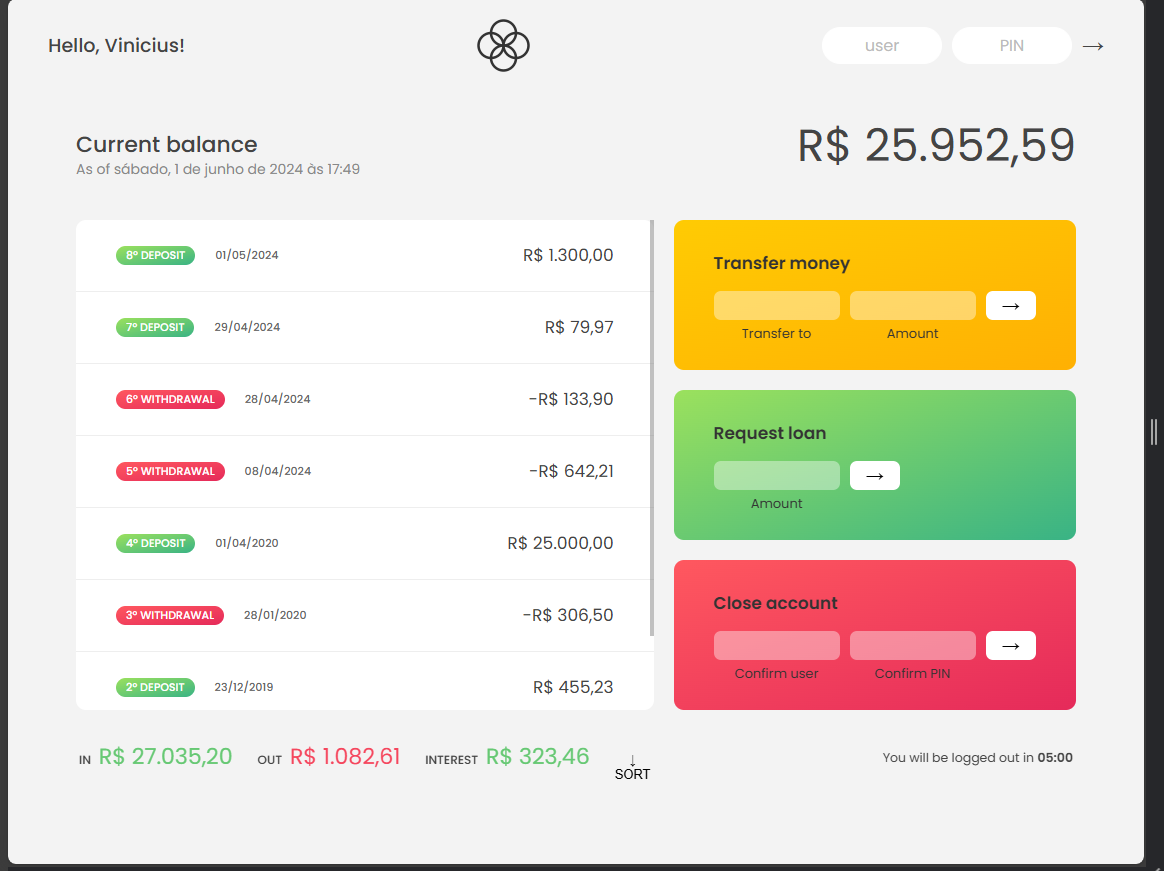 Hello, Vinicius!
user
PIN
→
Current balance
As of sábado, 1 de junho de 2024 às 17:49
R$ 25.952,59
8º DEPOSIT 01/05/2024 R$ 1.300,00
7º DEPOSIT 29/04/2024 R$ 79,97
6º WITHDRAWAL 28/04/2024 -R$ 133,90
5º WITHDRAWAL 08/04/2024 -R$ 642,21
4º DEPOSIT 01/04/2020 R$ 25.000,00
3º WITHDRAWAL 28/01/2020 -R$ 306,50
2º DEPOSIT 23/12/2019 R$ 455,23
Transfer money
→
Transfer to Amount
Request loan
→
Amount
Close account
→
Confirm user Confirm PIN
IN R$ 27.035,20 OUT R$ 1.082,61 INTEREST R$ 323,46
↓
SORT
You will be logged out in 05:00